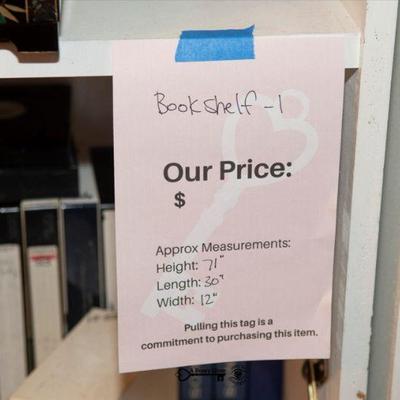 Bookshelf - 1
Our Price:
$
Approx Measurements:
Height: 71"
Length: 30"
Width: 12"
Pulling this tag is a
commitment to purchasing this item.